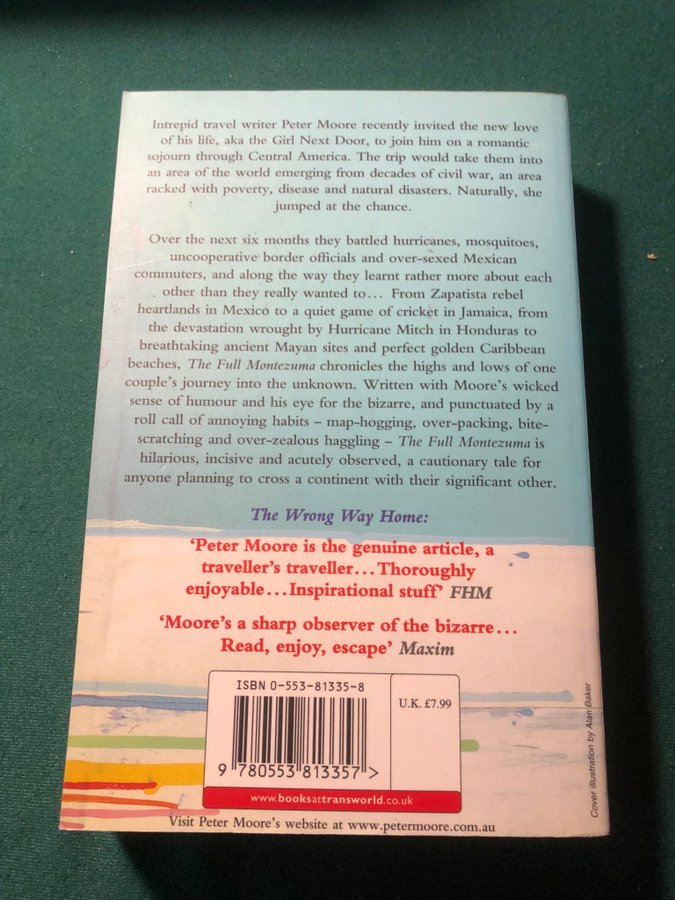 Intrepid travel writer Peter Moore recently invited the new love
of his life, aka the Girl Next Door, to join him on a romantic
sojourn through Central America. The trip would take them into
an area of the world emerging from decades of civil war, an area
racked with poverty, disease and natural disasters. Naturally, she
jumped at the chance.
Over the next six months they battled hurricanes, mosquitoes,
uncooperative border officials and over-sexed Mexican
commuters, and along the way they learnt rather more about each
other than they really wanted to… From Zapatista rebel
heartlands in Mexico to a quiet game of cricket in Jamaica, from
the devastation wrought by Hurricane Mitch in Honduras to
breathtaking ancient Mayan sites and perfect golden Caribbean
beaches, The Full Montezuma chronicles the highs and lows of one
couple's journey into the unknown. Written with Moore's wicked
sense of humour and his eye for the bizarre, and punctuated by a
roll call of annoying habits – map-hogging, over-packing, bite-
scratching and over-zealous haggling – The Full Montezuma is
hilarious, incisive and acutely observed, a cautionary tale for
anyone planning to cross a continent with their significant other.
The Wrong Way Home:
'Peter Moore is the genuine article, a
traveller's traveller…Thoroughly
enjoyable…Inspirational stuff' FHM
'Moore's a sharp observer of the bizarre…
Read, enjoy, escape' Maxim
ISBN 0-553-81335-8
U.K. £7.99
9 780553 813357 >
www.booksattransworld.co.uk
Visit Peter Moore's website at www.petermoore.com.au
Cover illustration by Alan Baker